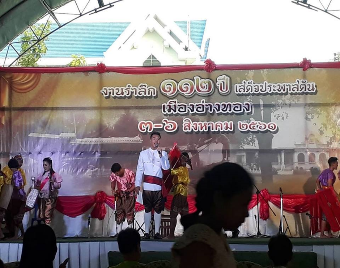 งานรำลึก ๑๑๒ ปี เสด็จประพาสต้น
เมืองอ่างทอง
๓-๖ สิงหาคม ๒๕๖๑